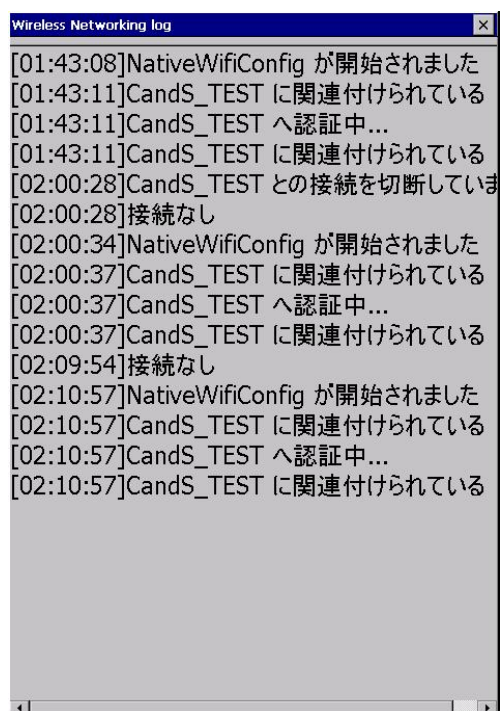 Wireless Networking log
[01:43:08]NativeWifiConfig が開始されました
[01:43:11]CandS_TEST に関連付けられている
[01:43:11]CandS_TEST へ認証中...
[01:43:11]CandS_TEST に関連付けられている
[02:00:28]CandS_TEST との接続を切断していま
[02:00:28]接続なし
[02:00:34]NativeWifiConfig が開始されました
[02:00:37]CandS_TEST に関連付けられている
[02:00:37]CandS_TEST へ認証中...
[02:00:37]CandS_TEST に関連付けられている
[02:09:54]接続なし
[02:10:57]NativeWifiConfig が開始されました
[02:10:57]CandS_TEST に関連付けられている
[02:10:57]CandS_TEST へ認証中...
[02:10:57]CandS_TEST に関連付けられている